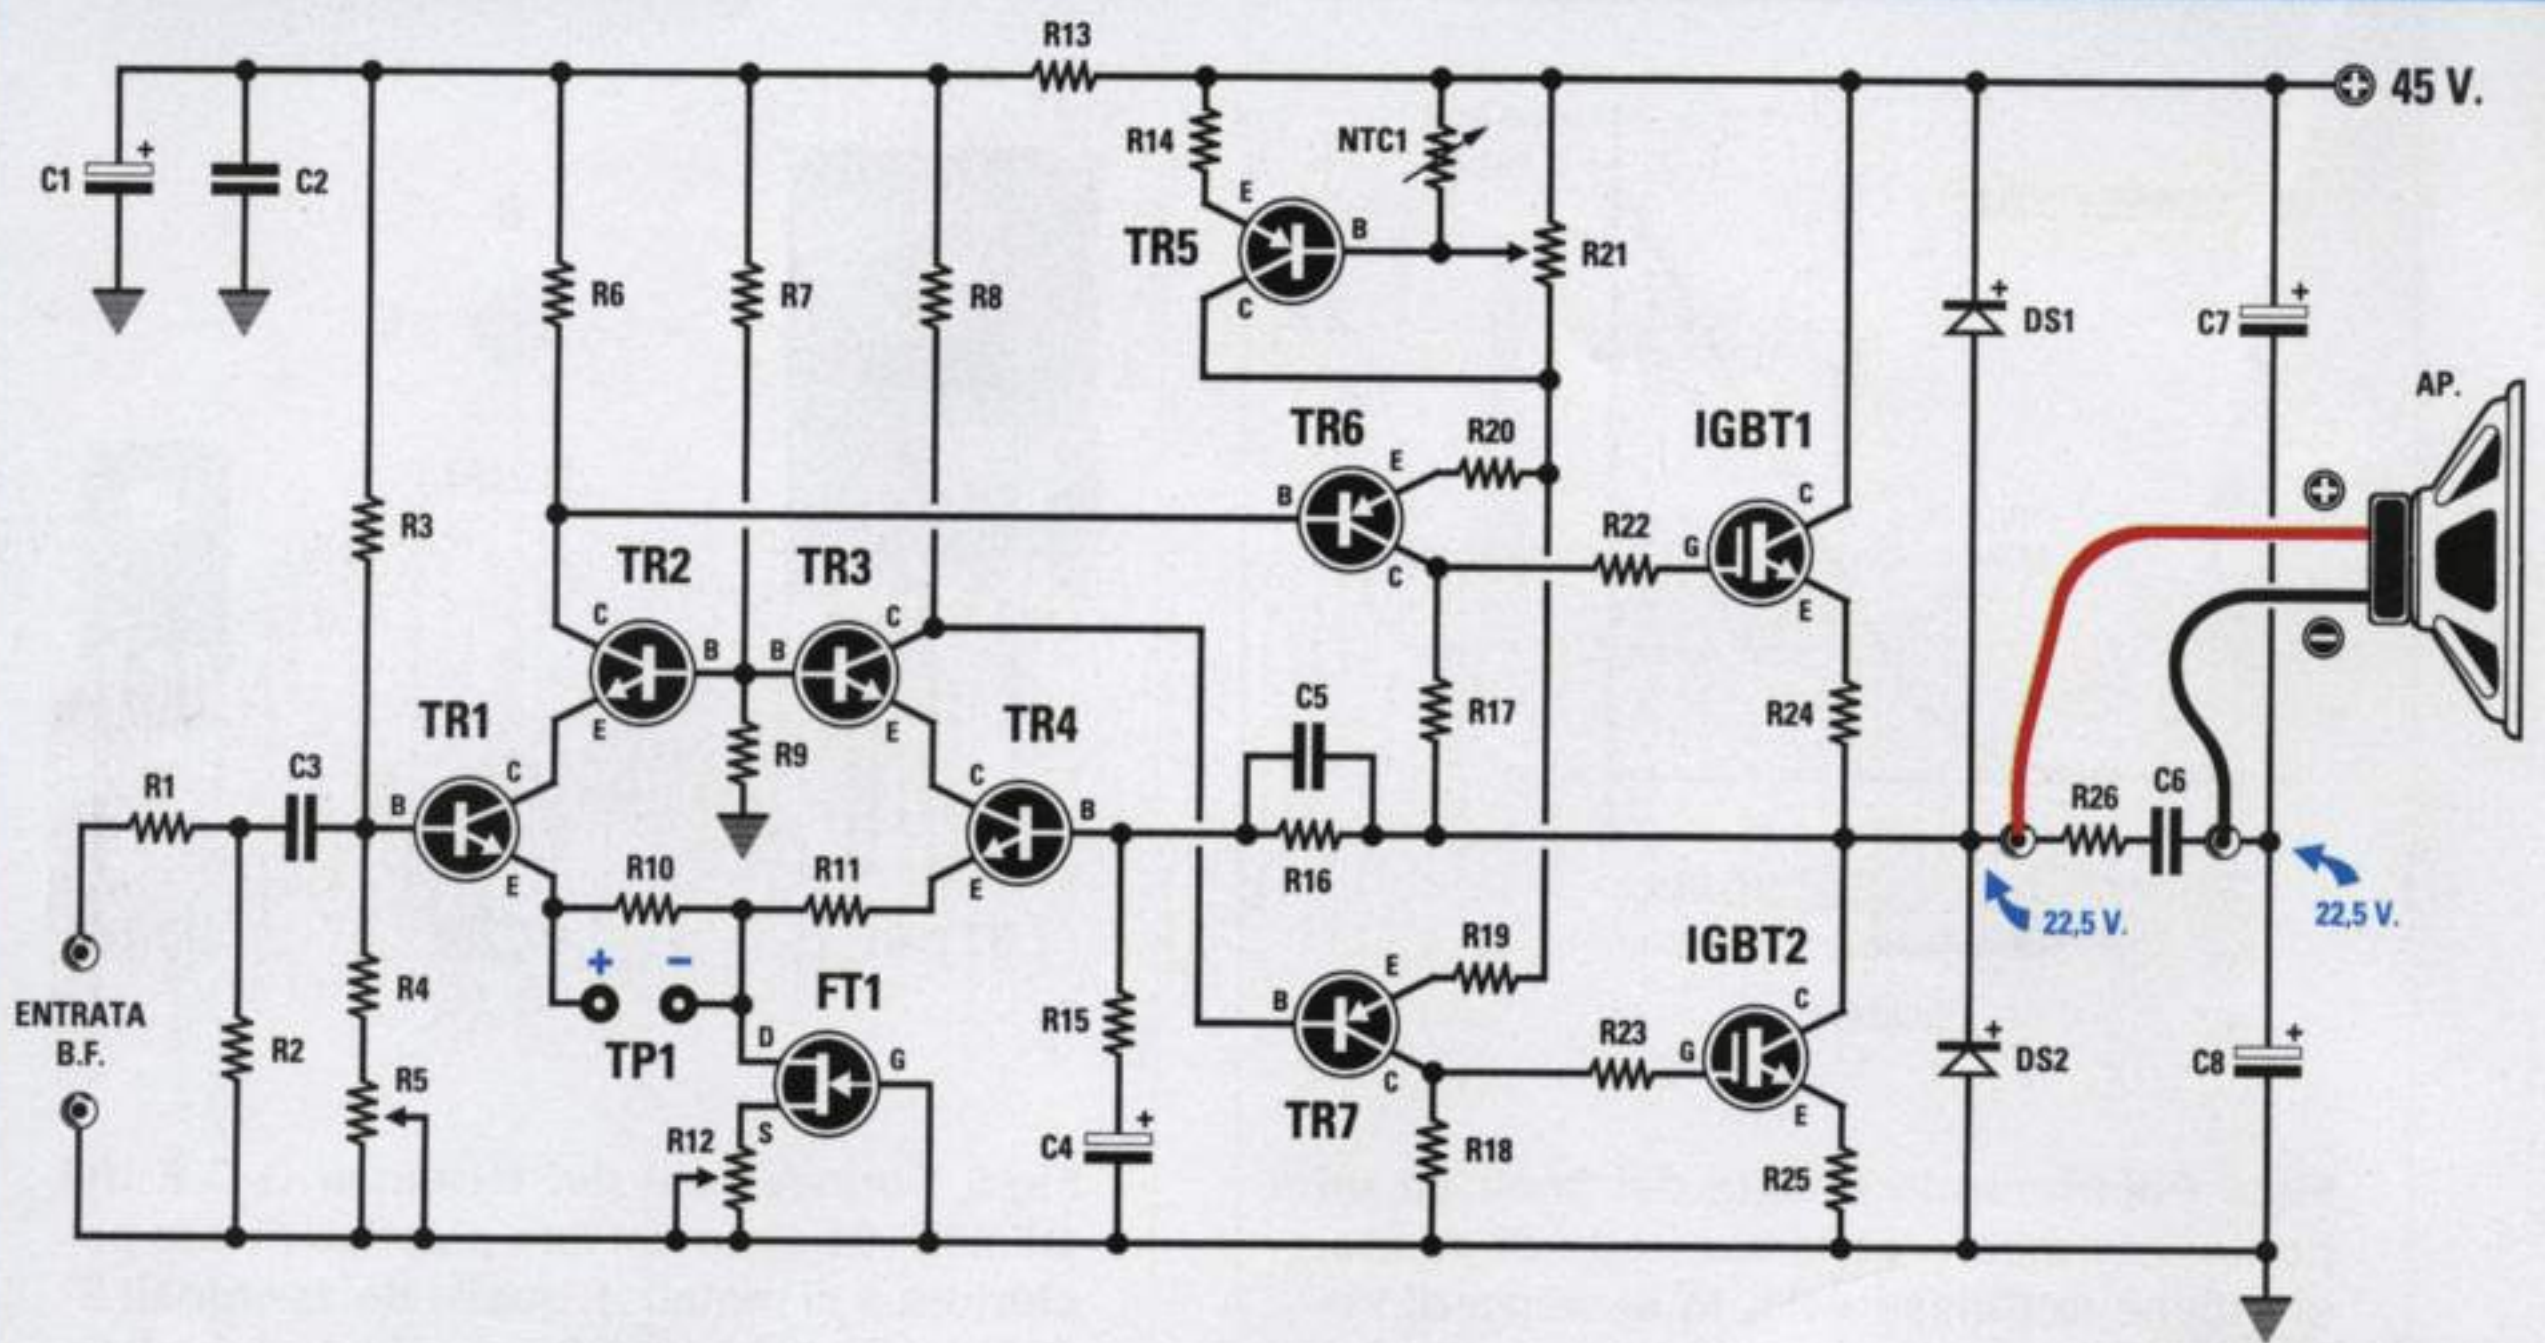 R13
45 V.
C1
+
C2
R14
NTC1
E
TR5
B
R21
C
R6
R7
R8
+
DS1
+
C7
AP.
TR6
R20
IGBT1
E
B
C
R3
R22
G
C
E
TR2
TR3
C
B
B
C
E
E
TR1
TR4
C5
R17
R24
R9
R1
C3
B
C
C
B
R26
C6
E
R10
R11
E
R16
22,5 V.
22,5 V.
+
−
FT1
R19
IGBT2
E
ENTRATA
B.F.
R4
TP1
D
G
R15
B
R23
G
C
+
DS2
+
C8
R2
R5
C
E
S
R12
+
C4
TR7
R18
R25